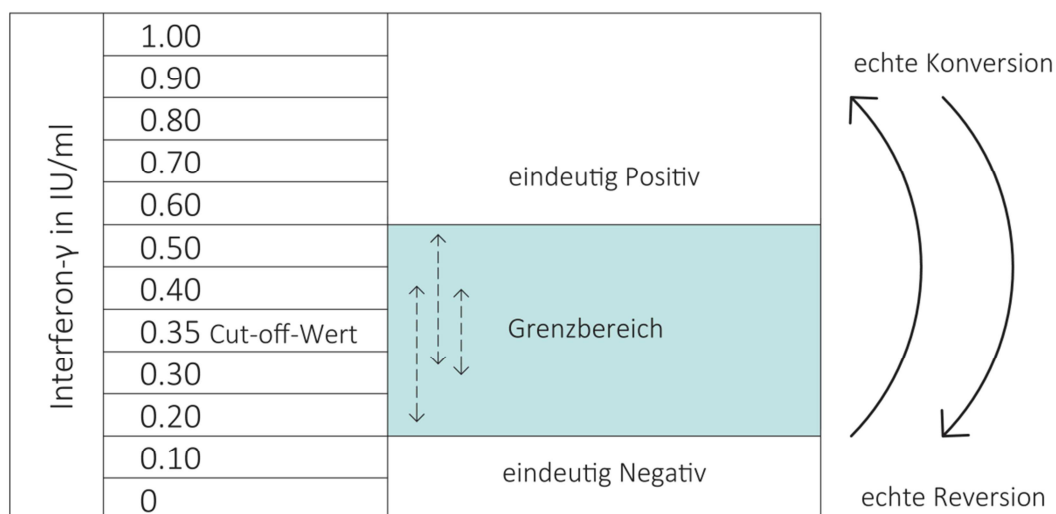 Interferon-γ in IU/ml
1.00
0.90
0.80
0.70
0.60
0.50
0.40
0.35 Cut-off-Wert
0.30
0.20
0.10
0
eindeutig Positiv
Grenzbereich
eindeutig Negativ
echte Konversion
echte Reversion